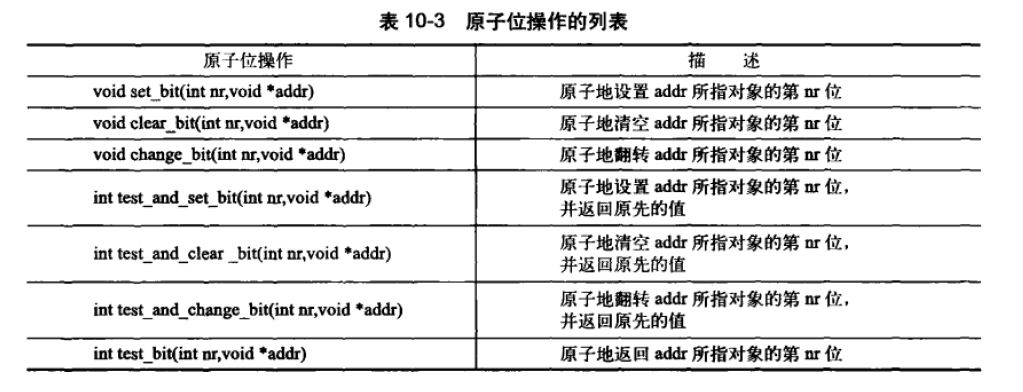 表 10-3 原子位操作的列表
原子位操作 描 述
void set_bit(int nr,void *addr) 原子地设置 addr 所指对象的第 nr 位
void clear_bit(int nr,void *addr) 原子地清空 addr 所指对象的第 nr 位
void change_bit(int nr,void *addr) 原子地翻转 addr 所指对象的第 nr 位
int test_and_set_bit(int nr,void *addr) 原子地设置 addr 所指对象的第 nr 位，
并返回原先的值
int test_and_clear _bit(int nr,void *addr) 原子地清空 addr 所指对象的第 nr 位，
并返回原先的值
int test_and_change_bit(int nr,void *addr) 原子地翻转 addr 所指对象的第 nr 位，
并返回原先的值
int test_bit(int nr,void *addr) 原子地返回 addr 所指对象的第 nr 位